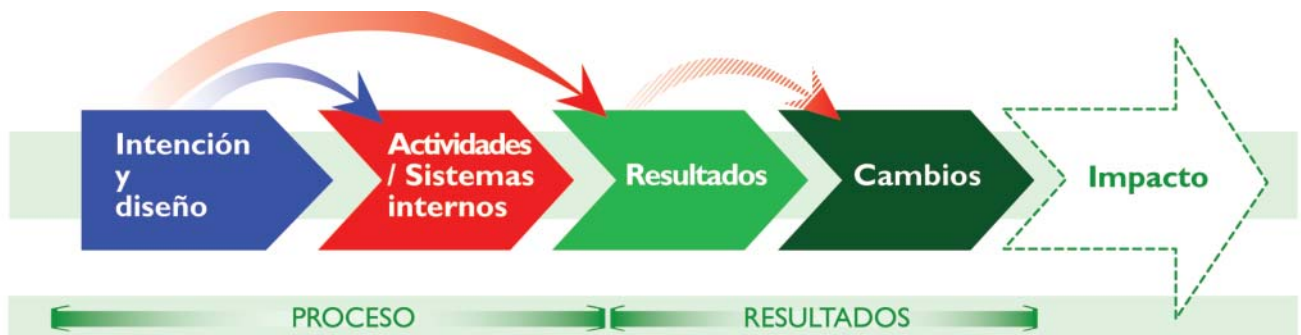 Intención
y
diseño
Actividades
/ Sistemas
internos
Resultados
Cambios
Impacto
PROCESO
RESULTADOS